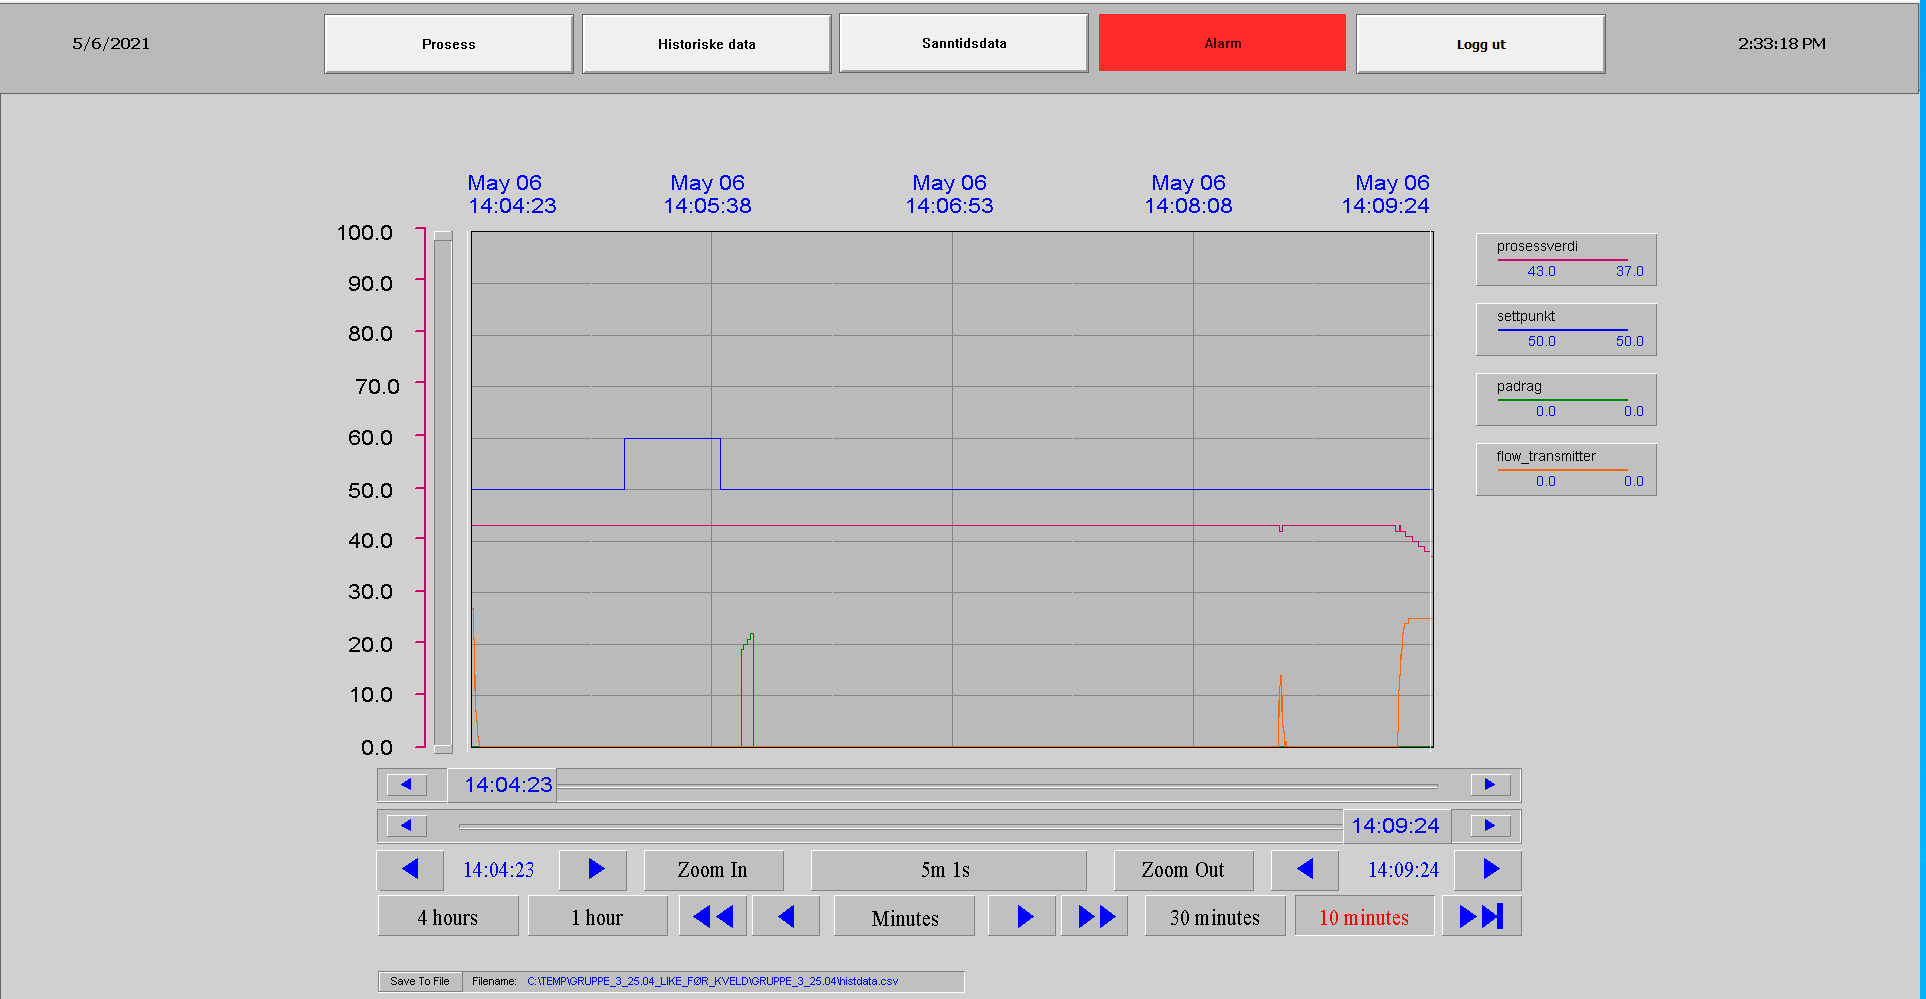 5/6/2021
Prosess
Historiske data
Sanntidsdata
Alarm
Logg ut
2:33:18 PM
May 06 May 06 May 06 May 06 May 06
14:04:23 14:05:38 14:06:53 14:08:08 14:09:24
100.0
90.0
80.0
70.0
60.0
50.0
40.0
30.0
20.0
10.0
0.0
prosessverdi
43.0 37.0
settpunkt
50.0 50.0
padrag
0.0 0.0
flow_transmitter
0.0 0.0
14:04:23
14:09:24
14:04:23 Zoom In 5m 1s Zoom Out 14:09:24
4 hours 1 hour Minutes 30 minutes 10 minutes
Save To File Filename: C:\TEMP\GRUPPE_3_25.04_LIKE_FØR_KVELD\GRUPPE_3_25.04\histdata.csv